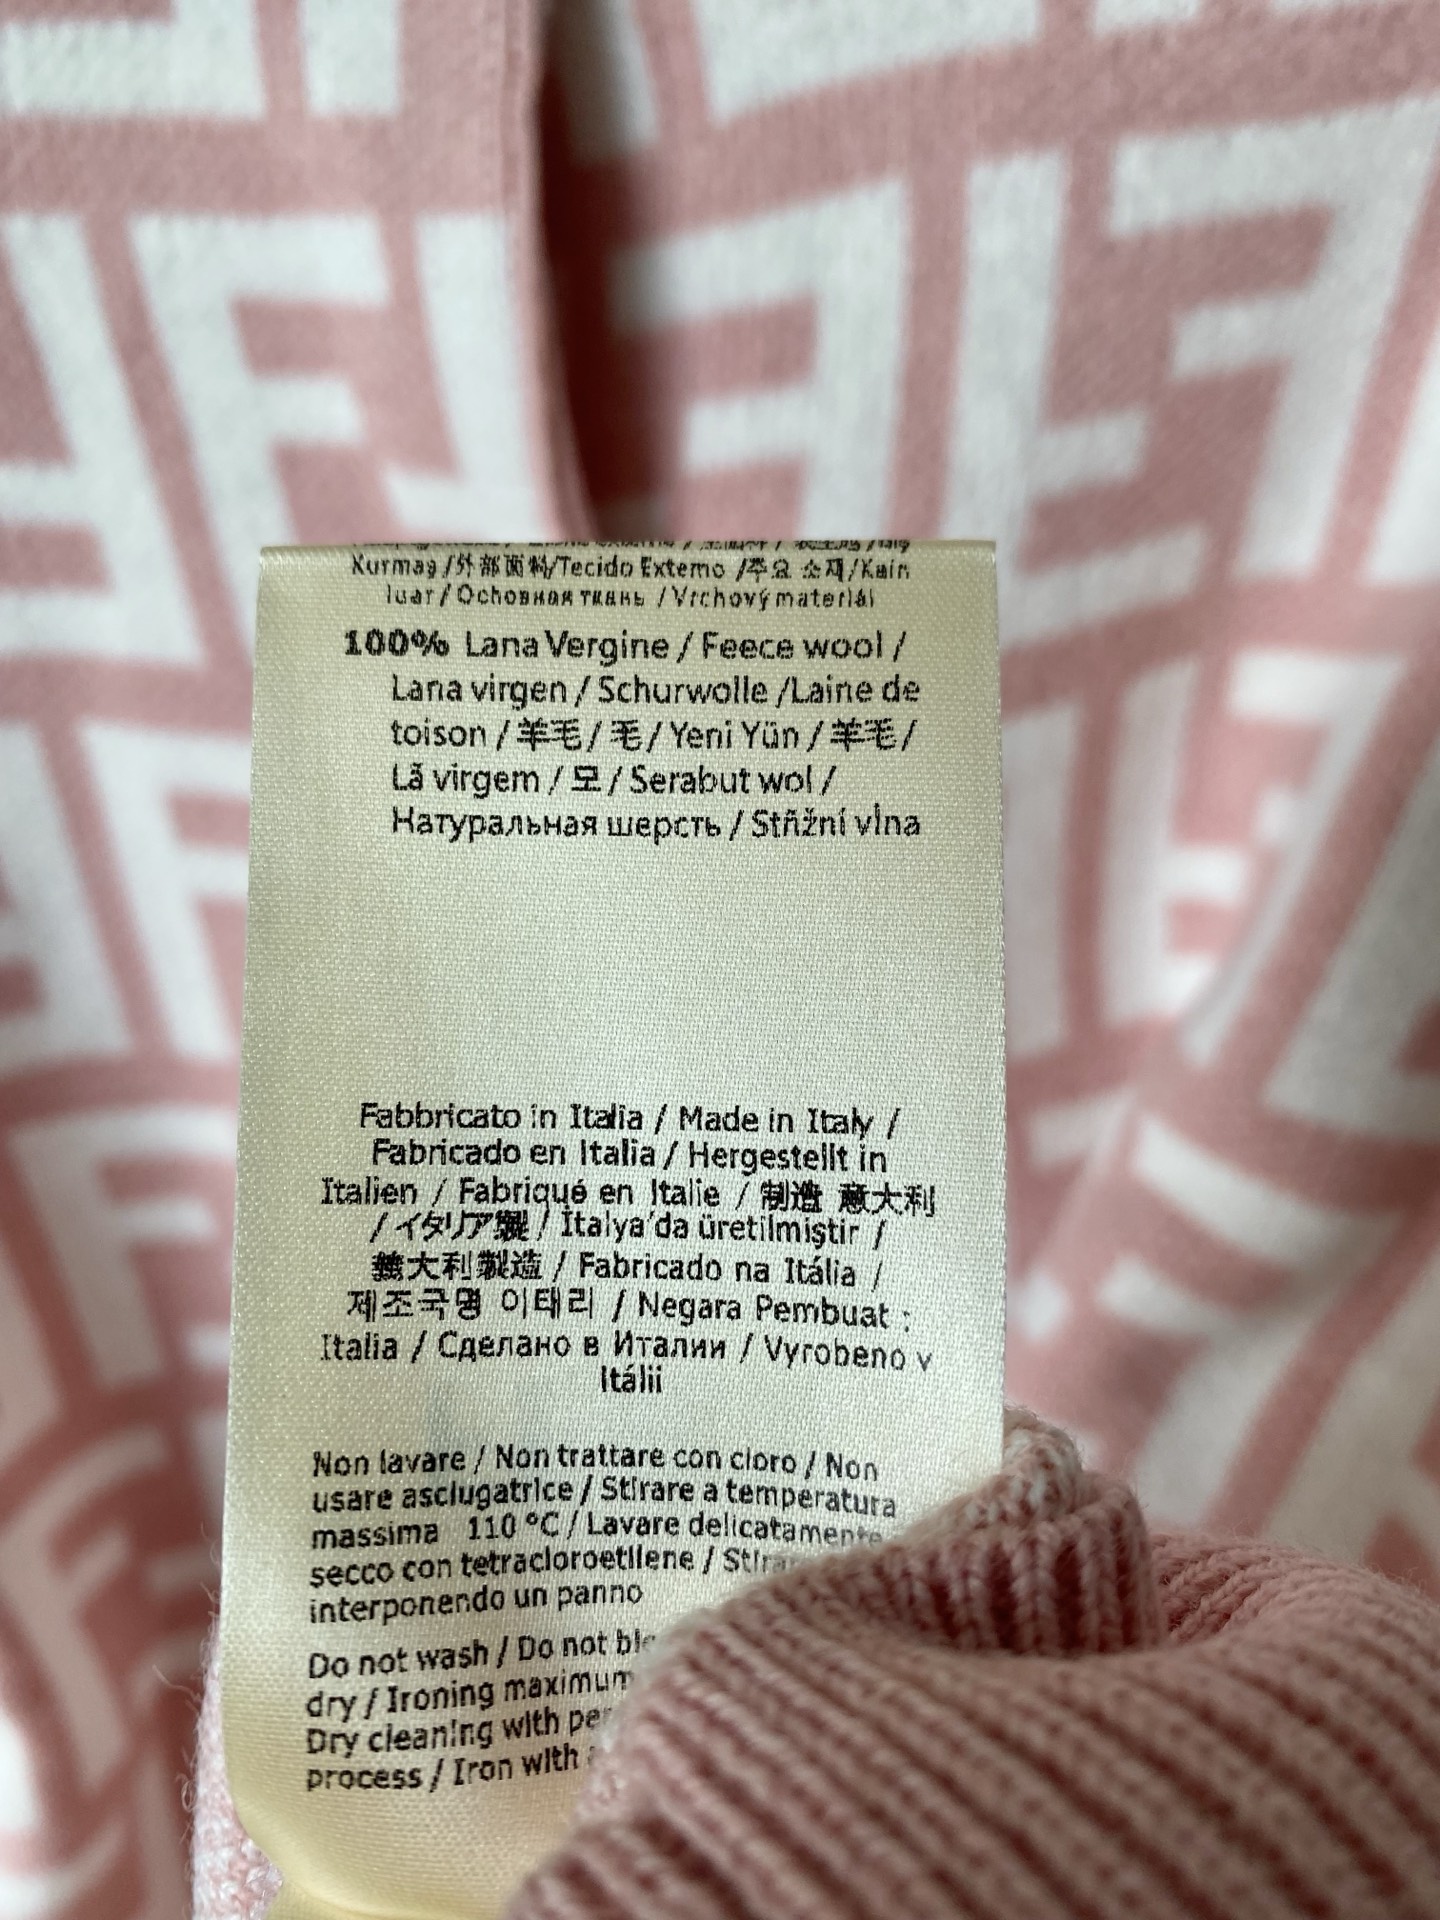 Kumaş /外部面料/Tecido Externo /주요 소재/Kain
luar / Основная ткань / Vrchový materiál
100% Lana Vergine / Feece wool /
Lana virgen / Schurwolle /Laine de
toison / 羊毛 / 毛 / Yeni Yün / 羊毛 /
Lã virgem / 모 / Serabut wol /
Натуральная шерсть / Stñžní vlna
Fabbricato in Italia / Made in Italy /
Fabricado en Italia / Hergestellt in
Italien / Fabriqué en Italie / 制造 意大利
/ イタリア製 / İtalya'da üretilmiştir /
義大利製造 / Fabricado na Itália /
제조국명 이태리 / Negara Pembuat :
Italia / Сделано в Италии / Vyrobeno v
Itálii
Non lavare / Non trattare con cloro / Non
usare asciugatrice / Stirare a temperatura
massima 110 °C / Lavare delicatamente
secco con tetracloroetilene /
interponendo un panno
Do not wash / Do not
dry / Ironing maximum
Dry cleaning with
process / Iron with